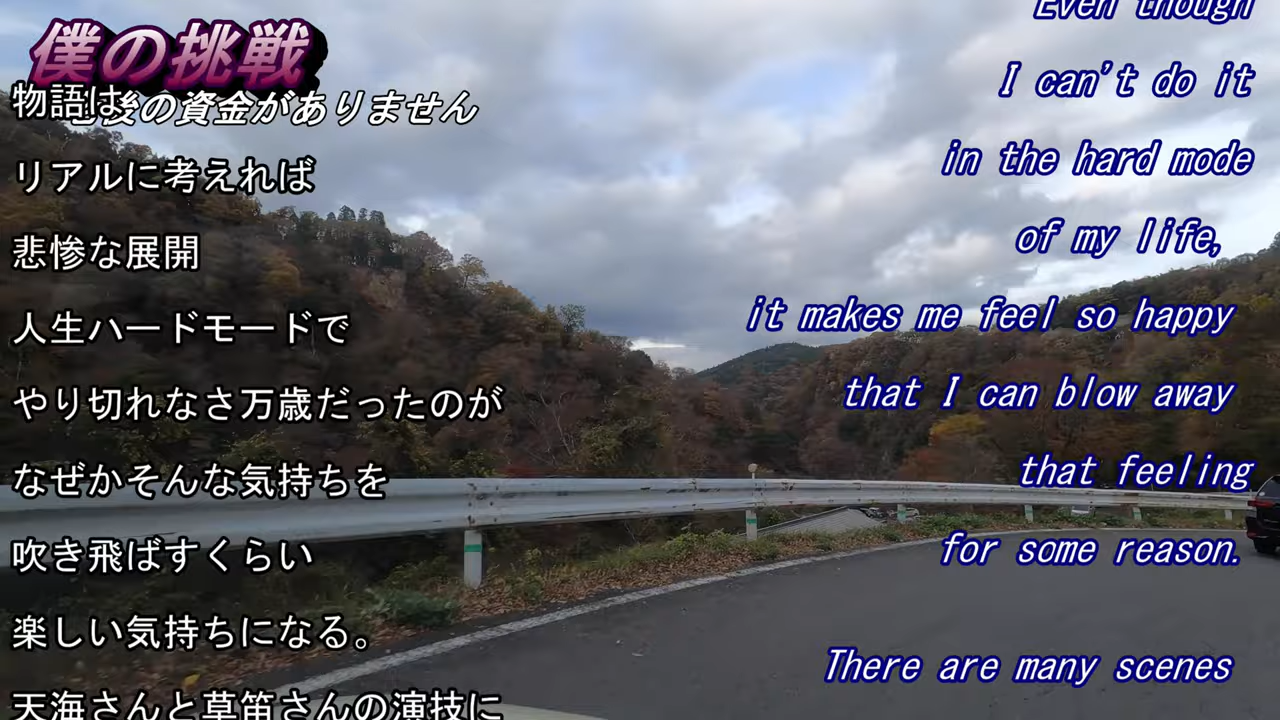 僕の挑戦
後の資金がありません
物語は
リアルに考えれば
悲惨な展開
人生ハードモードで
やり切れなさ万歳だったのが
なぜかそんな気持ちを
吹き飛ばすくらい
楽しい気持ちになる。
天海さんと草笛さんの演技に
Even though
I can't do it
in the hard mode
of my life,
it makes me feel so happy
that I can blow away
that feeling
for some reason.
There are many scenes